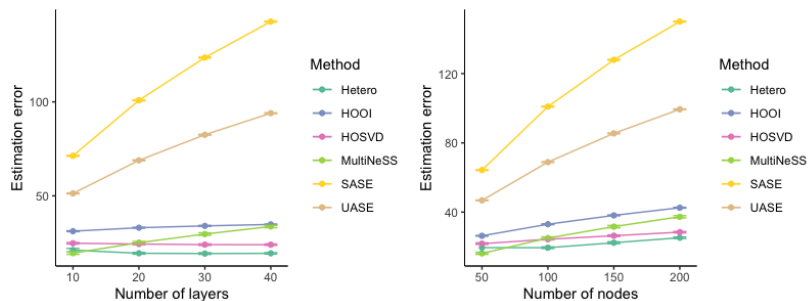 Estimation error
100
50
10
20
30
40
Number of layers
Method
Hetero
HOOI
HOSVD
MultiNeSS
SASE
UASE
Estimation error
120
80
40
50
100
150
200
Number of nodes
Method
Hetero
HOOI
HOSVD
MultiNeSS
SASE
UASE